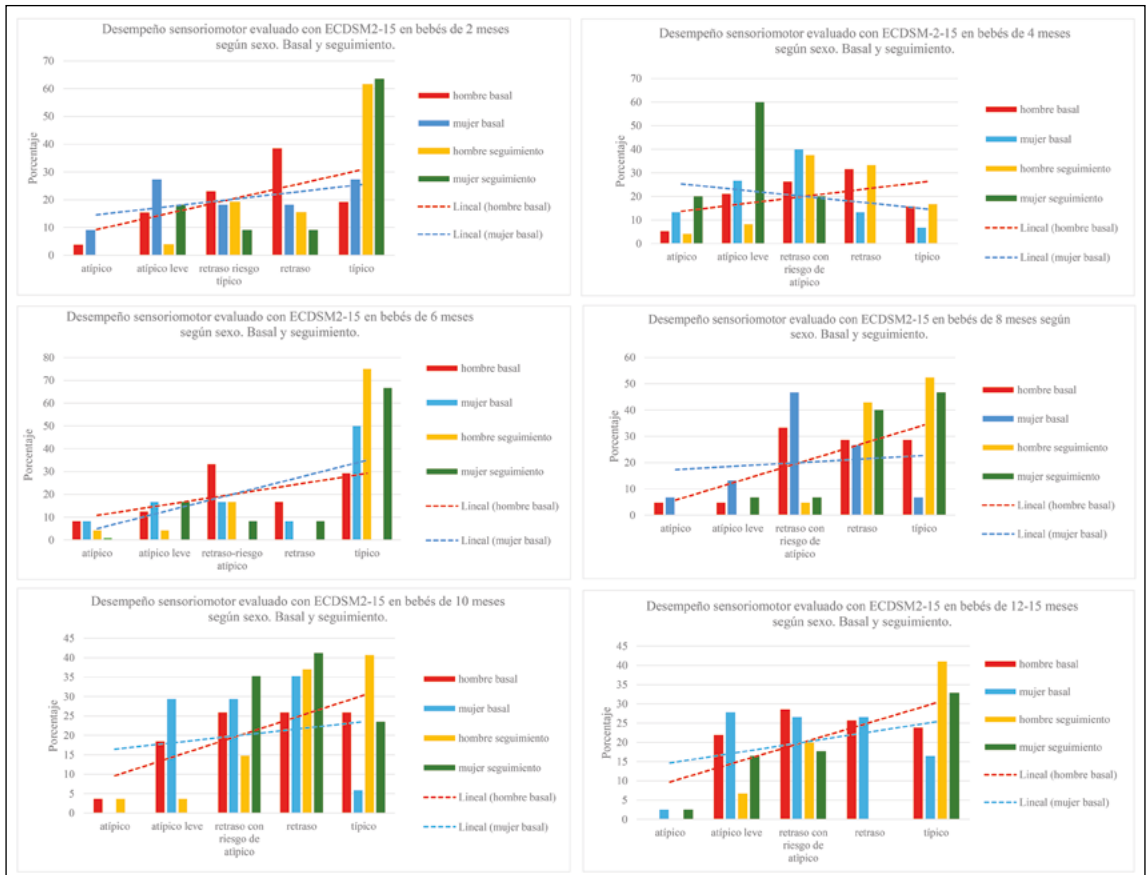 Desempeño sensoriomotor evaluado con ECDSM2-15 en bebés de 2 meses
según sexo. Basal y seguimiento.
Porcentaje
70
60
50
40
30
20
10
0
atípico
atípico leve
retraso riesgo
típico
retraso
típico
hombre basal
mujer basal
hombre seguimiento
mujer seguimiento
Lineal (hombre basal)
Lineal (mujer basal)
Desempeño sensoriomotor evaluado con ECDSM-2-15 en bebés de 4 meses
según sexo. Basal y seguimiento.
Porcentaje
70
60
50
40
30
20
10
0
atípico
atípico leve
retraso con
riesgo de
atípico
retraso
típico
hombre basal
mujer basal
hombre seguimiento
mujer seguimiento
Lineal (hombre basal)
Lineal (mujer basal)
Desempeño sensoriomotor evaluado con ECDSM2-15 en bebés de 6 meses
según sexo. Basal y seguimiento.
Porcentaje
80
70
60
50
40
30
20
10
0
atípico
atípico leve
retraso-riesgo
atípico
retraso
típico
hombre basal
mujer basal
hombre seguimiento
mujer seguimiento
Lineal (hombre basal)
Lineal (mujer basal)
Desempeño sensoriomotor evaluado con ECDSM2-15 en bebés de 8 meses según
sexo. Basal y seguimiento.
Porcentaje
60
50
40
30
20
10
0
atípico
atípico leve
retraso con
riesgo de
atípico
retraso
típico
hombre basal
mujer basal
hombre seguimiento
mujer seguimiento
Lineal (hombre basal)
Lineal (mujer basal)
Desempeño sensoriomotor evaluado con ECDSM2-15 en bebés de 10 meses
según sexo. Basal y seguimiento.
Porcentaje
45
40
35
30
25
20
15
10
5
0
atípico
atípico leve
retraso con
riesgo de
atípico
retraso
típico
hombre basal
mujer basal
hombre seguimiento
mujer seguimiento
Lineal (hombre basal)
Lineal (mujer basal)
Desempeño sensoriomotor evaluado con ECDSM2-15 en bebés de 12-15 meses
según sexo. Basal y seguimiento.
Porcentaje
45
40
35
30
25
20
15
10
5
0
atípico
atípico leve
retraso con
riesgo de
atípico
retraso
típico
hombre basal
mujer basal
hombre seguimiento
mujer seguimiento
Lineal (hombre basal)
Lineal (mujer basal)